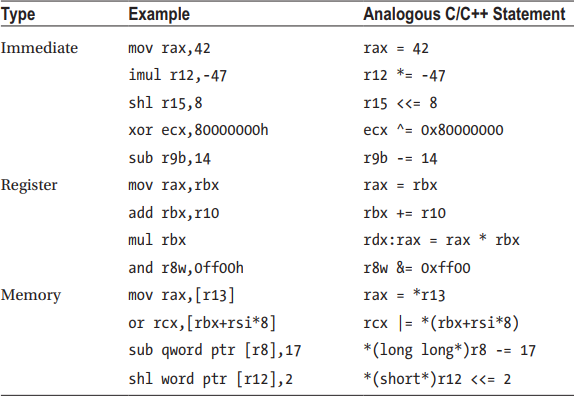 Type Example Analogous C/C++ Statement
Immediate mov rax,42 rax = 42
imul r12,-47 r12 *= -47
shl r15,8 r15 <<= 8
xor ecx,80000000h ecx ^= 0x80000000
sub r9b,14 r9b -= 14
Register mov rax,rbx rax = rbx
add rbx,r10 rbx += r10
mul rbx rdx:rax = rax * rbx
and r8w,0ff00h r8w &= 0xff00
Memory mov rax,[r13] rax = *r13
or rcx,[rbx+rsi*8] rcx |= *(rbx+rsi*8)
sub qword ptr [r8],17 *(long long*)r8 -= 17
shl word ptr [r12],2 *(short*)r12 <<= 2